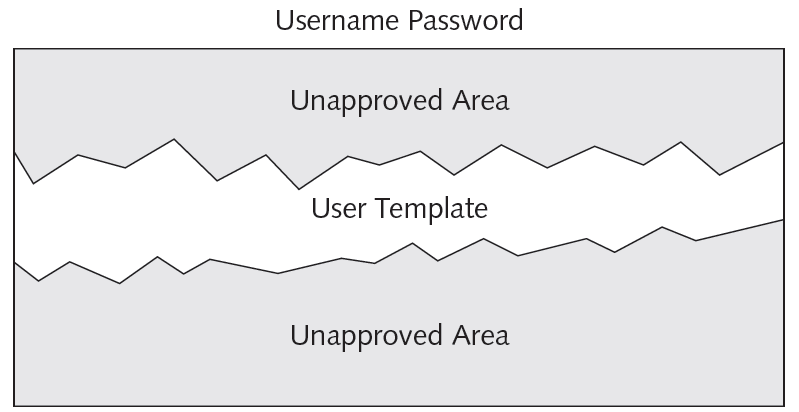 Username Password
Unapproved Area
User Template
Unapproved Area